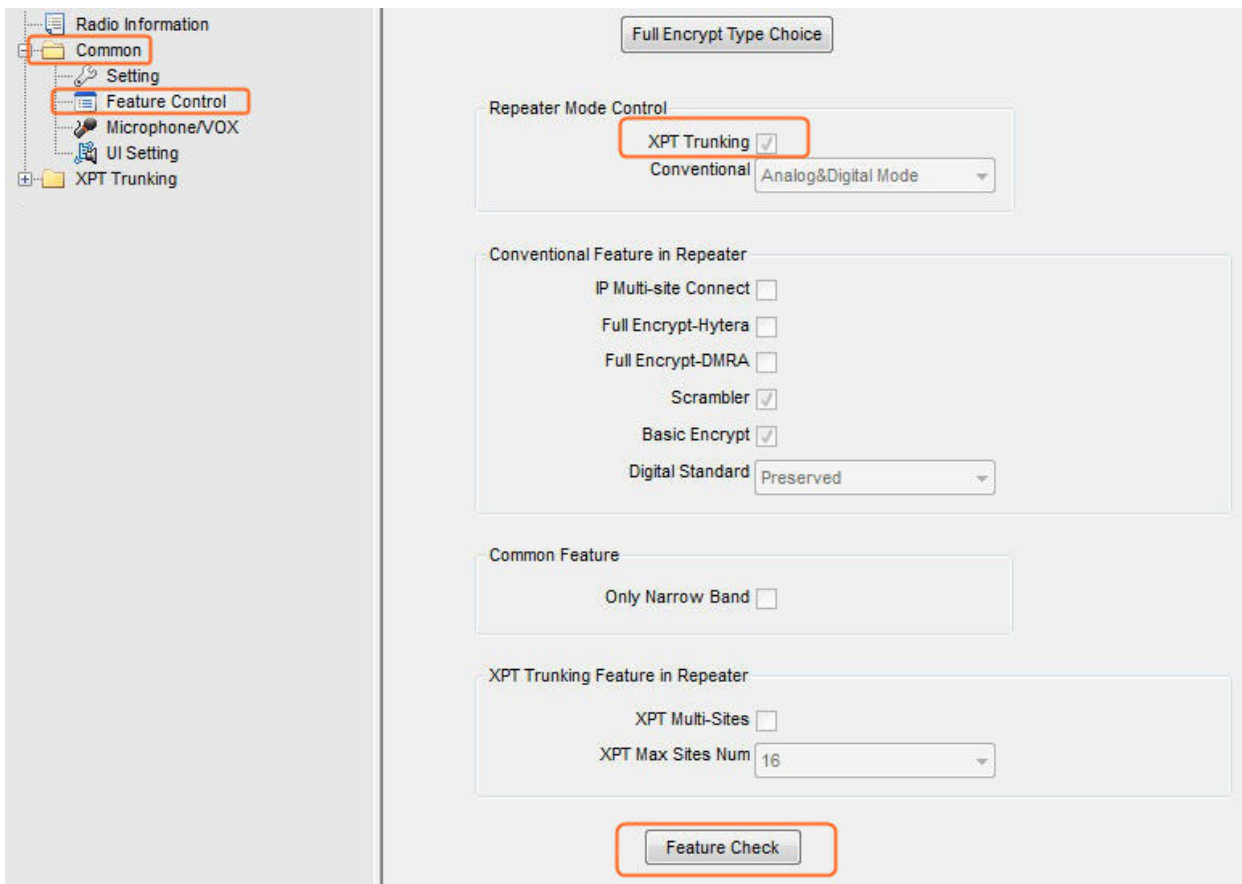 Radio Information
Common
Setting
Feature Control
Microphone/VOX
UI Setting
XPT Trunking
Full Encrypt Type Choice
Repeater Mode Control
XPT Trunking
Conventional Analog&Digital Mode
Conventional Feature in Repeater
IP Multi-site Connect
Full Encrypt-Hytera
Full Encrypt-DMRA
Scrambler
Basic Encrypt
Digital Standard Preserved
Common Feature
Only Narrow Band
XPT Trunking Feature in Repeater
XPT Multi-Sites
XPT Max Sites Num 16
Feature Check